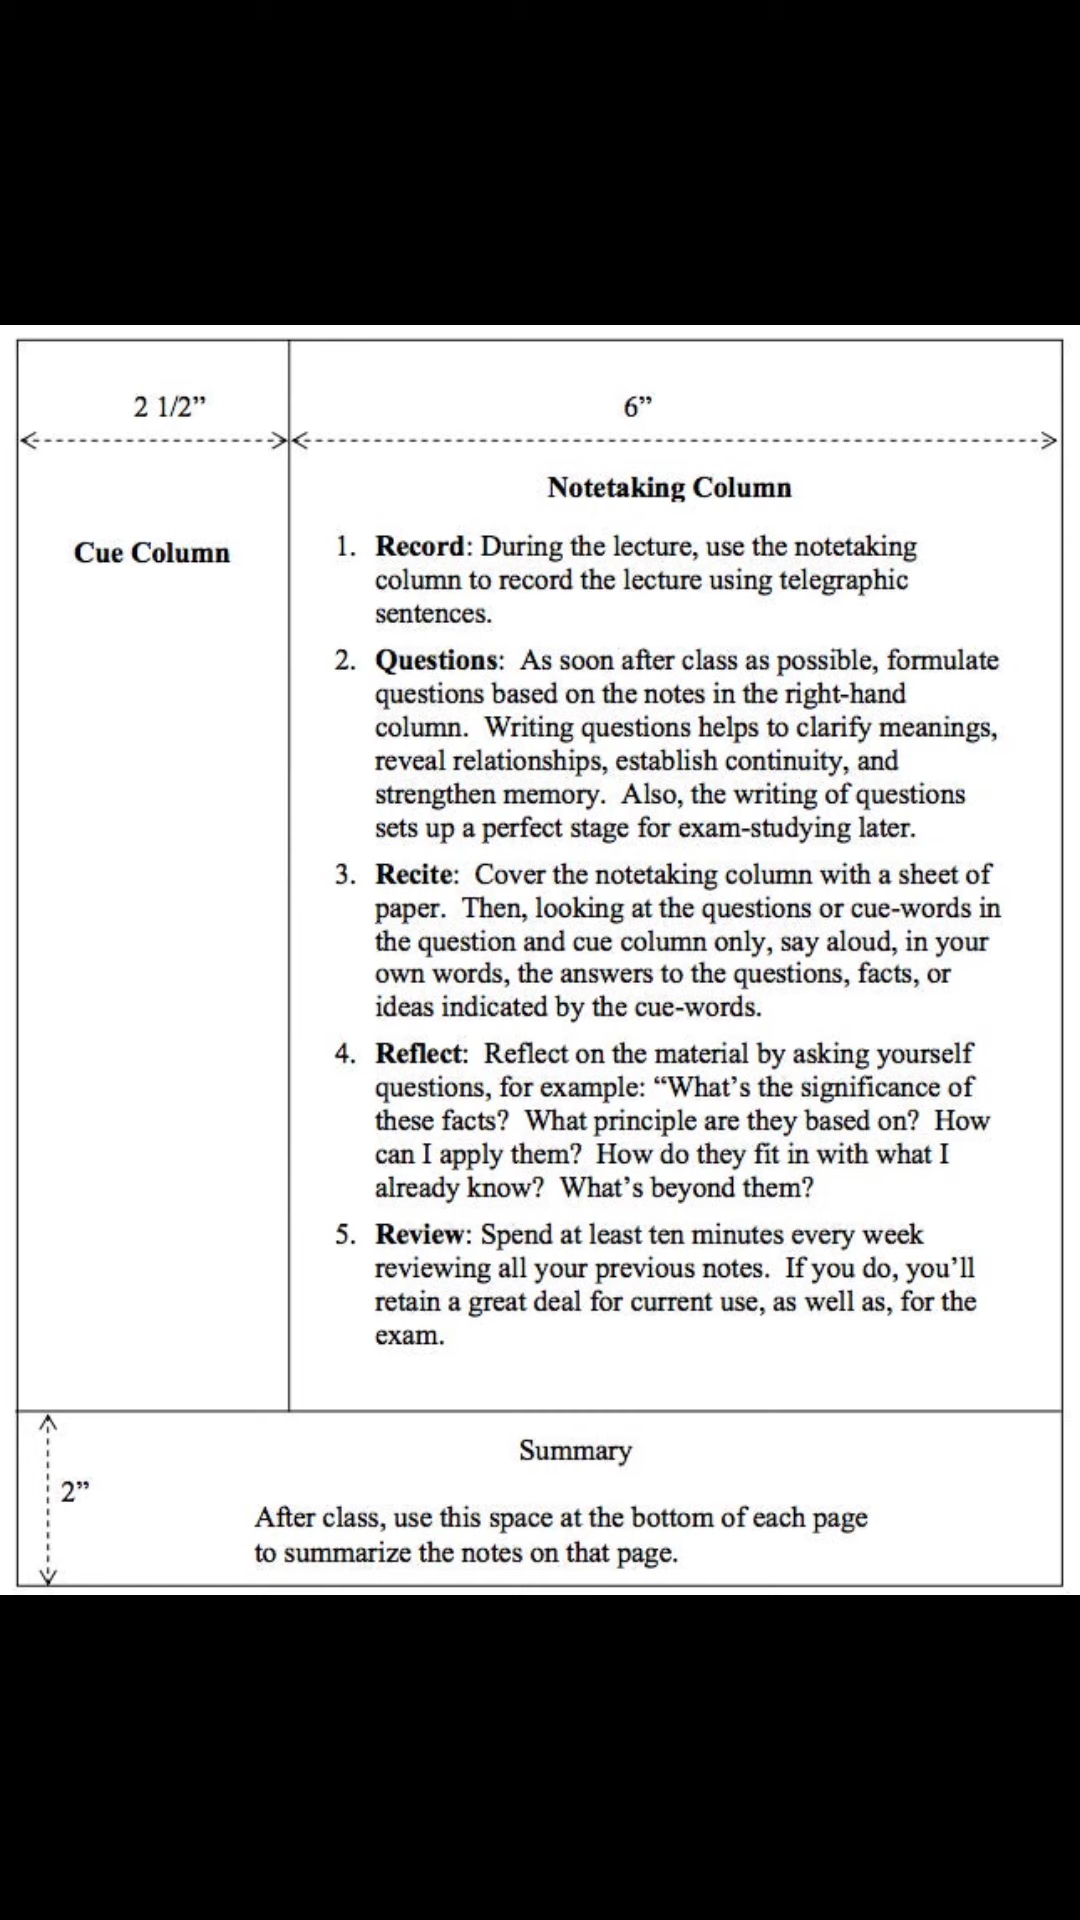 2 1/2”
6”
Notetaking Column
Cue Column
1. Record: During the lecture, use the notetaking
column to record the lecture using telegraphic
sentences.
2. Questions: As soon after class as possible, formulate
questions based on the notes in the right-hand
column. Writing questions helps to clarify meanings,
reveal relationships, establish continuity, and
strengthen memory. Also, the writing of questions
sets up a perfect stage for exam-studying later.
3. Recite: Cover the notetaking column with a sheet of
paper. Then, looking at the questions or cue-words in
the question and cue column only, say aloud, in your
own words, the answers to the questions, facts, or
ideas indicated by the cue-words.
4. Reflect: Reflect on the material by asking yourself
questions, for example: “What’s the significance of
these facts? What principle are they based on? How
can I apply them? How do they fit in with what I
already know? What’s beyond them?
5. Review: Spend at least ten minutes every week
reviewing all your previous notes. If you do, you’ll
retain a great deal for current use, as well as, for the
exam.
Summary
2”
After class, use this space at the bottom of each page
to summarize the notes on that page.